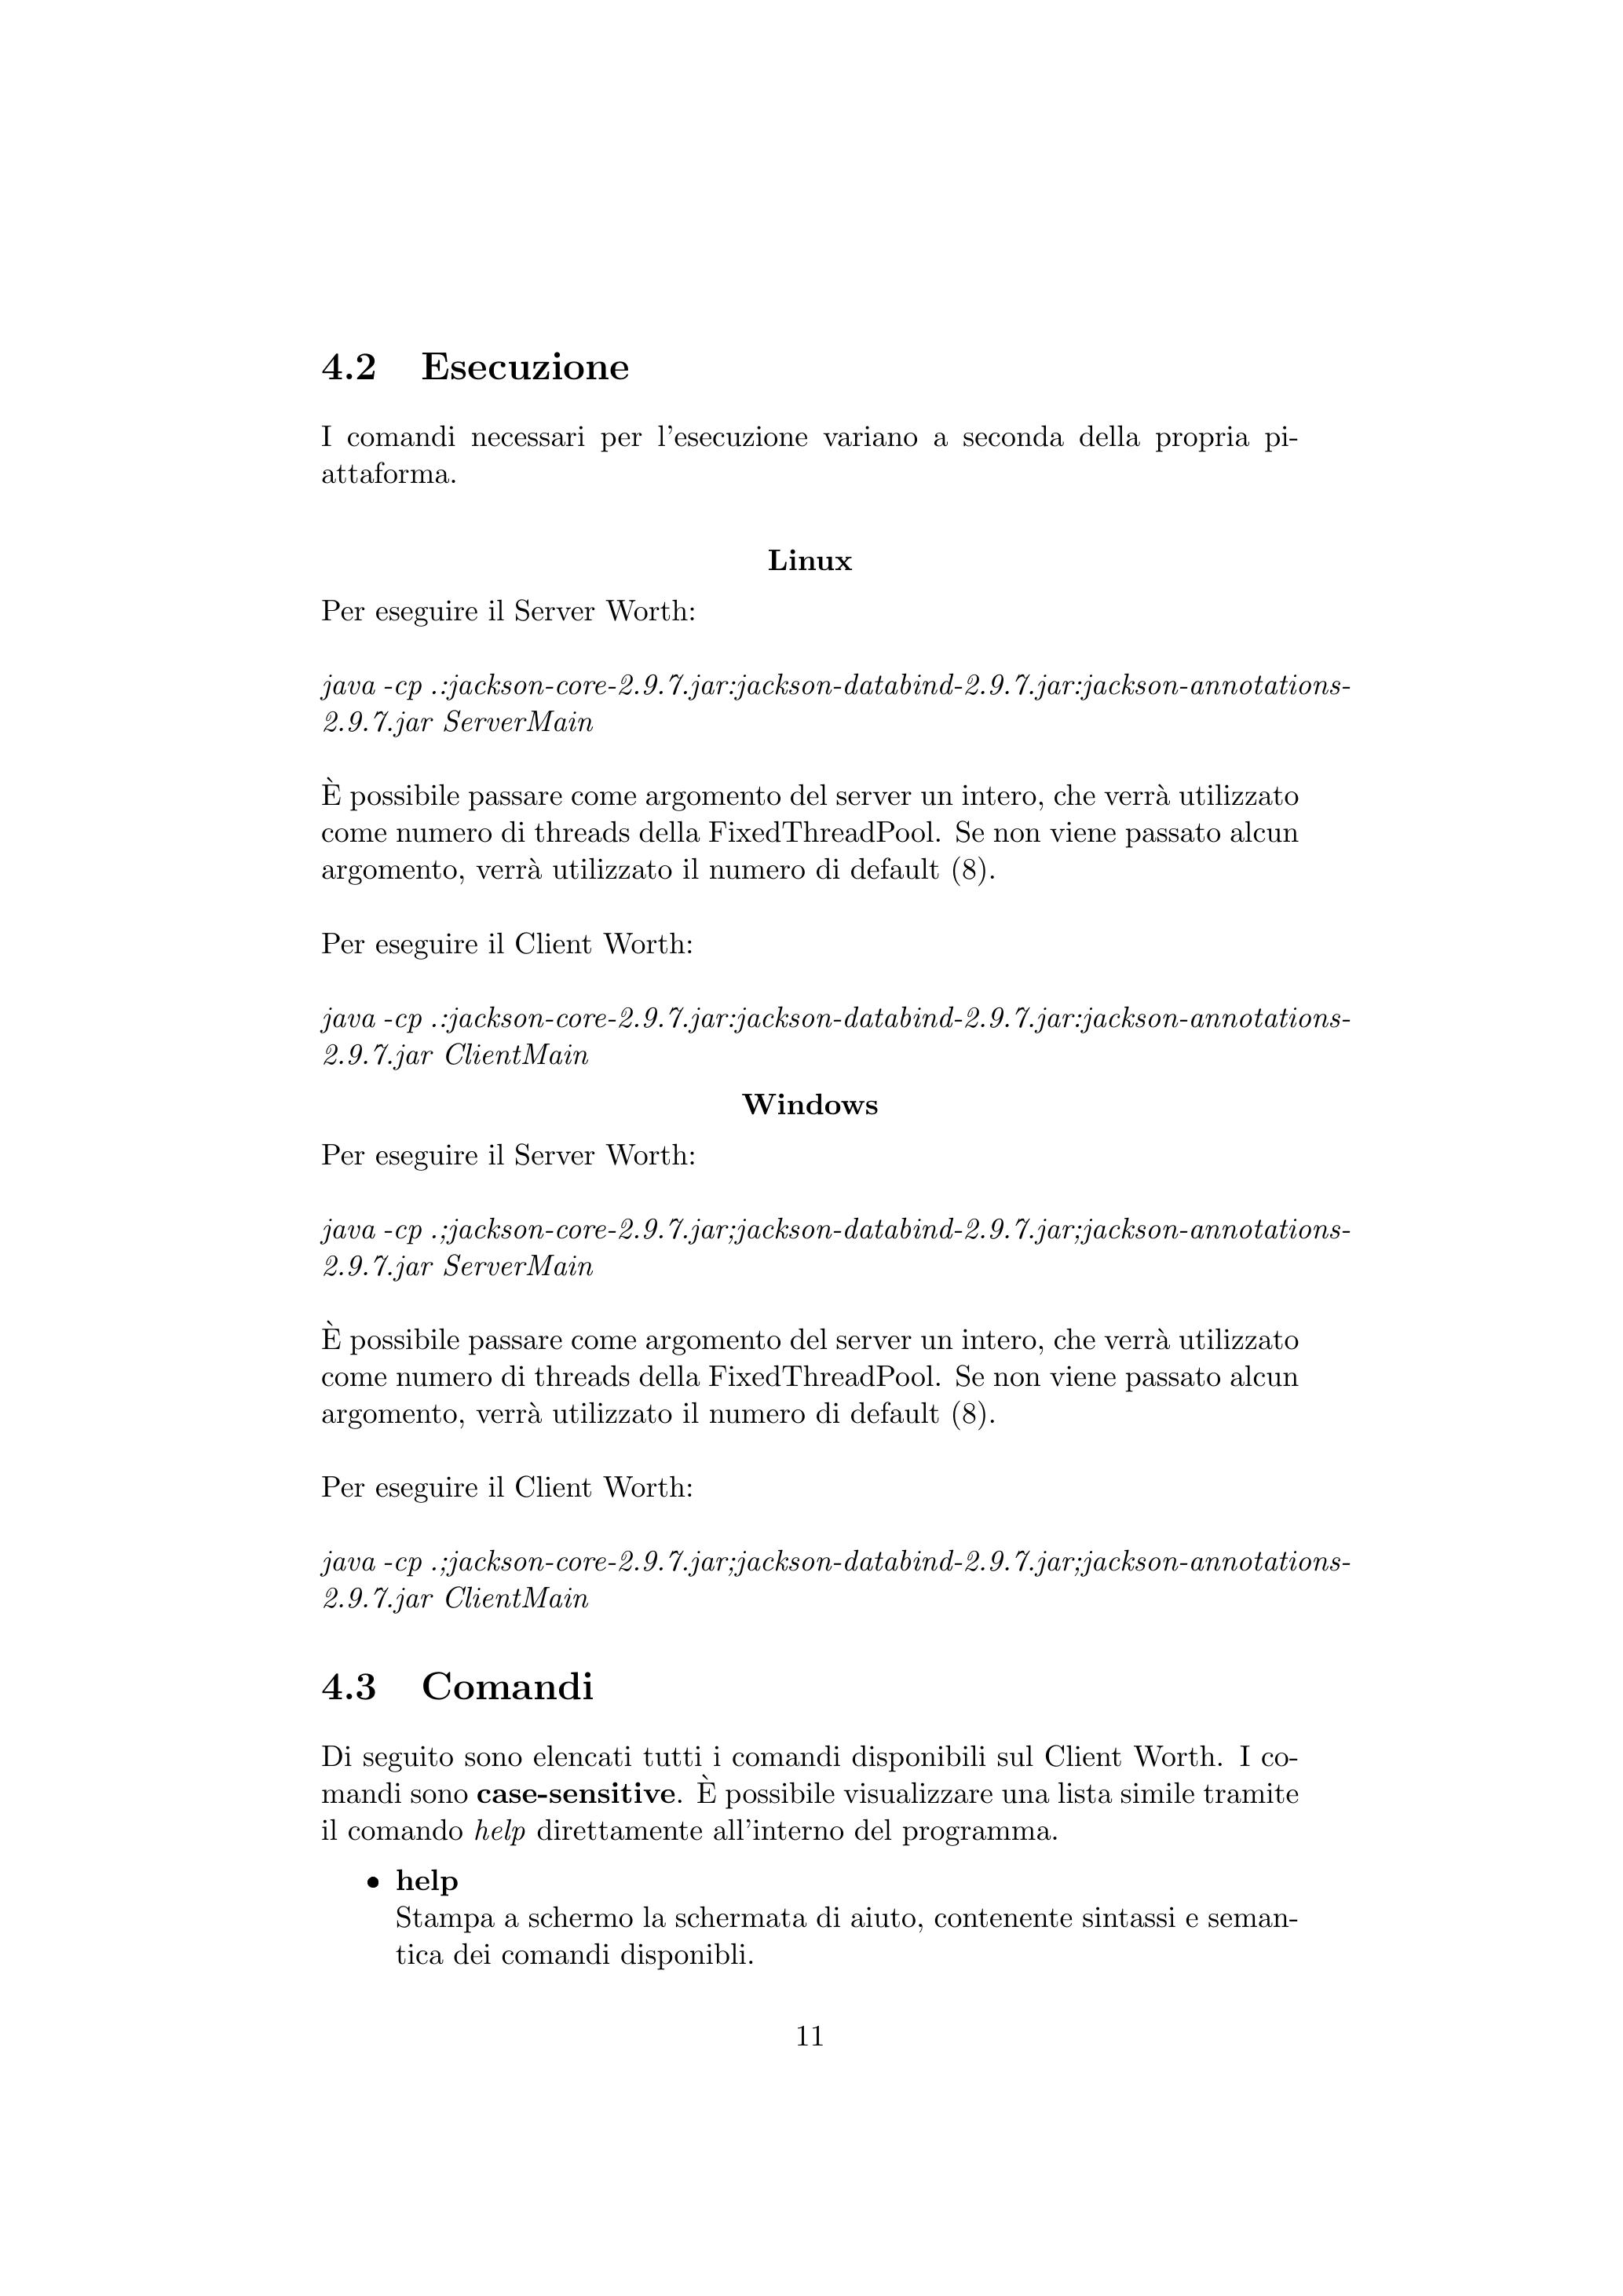 4.2 Esecuzione
I comandi necessari per l'esecuzione variano a seconda della propria pi-
attaforma.
Linux
Per eseguire il Server Worth:
java -cp .:jackson-core-2.9.7.jar:jackson-databind-2.9.7.jar:jackson-annotations-
2.9.7.jar ServerMain
È possibile passare come argomento del server un intero, che verrà utilizzato
come numero di threads della FixedThreadPool. Se non viene passato alcun
argomento, verrà utilizzato il numero di default (8).
Per eseguire il Client Worth:
java -cp .:jackson-core-2.9.7.jar:jackson-databind-2.9.7.jar:jackson-annotations-
2.9.7.jar ClientMain
Windows
Per eseguire il Server Worth:
java -cp .;jackson-core-2.9.7.jar;jackson-databind-2.9.7.jar;jackson-annotations-
2.9.7.jar ServerMain
È possibile passare come argomento del server un intero, che verrà utilizzato
come numero di threads della FixedThreadPool. Se non viene passato alcun
argomento, verrà utilizzato il numero di default (8).
Per eseguire il Client Worth:
java -cp .;jackson-core-2.9.7.jar;jackson-databind-2.9.7.jar;jackson-annotations-
2.9.7.jar ClientMain
4.3 Comandi
Di seguito sono elencati tutti i comandi disponibili sul Client Worth. I co-
mandi sono case-sensitive. È possibile visualizzare una lista simile tramite
il comando help direttamente all'interno del programma.
• help
Stampa a schermo la schermata di aiuto, contenente sintassi e seman-
tica dei comandi disponibli.
11